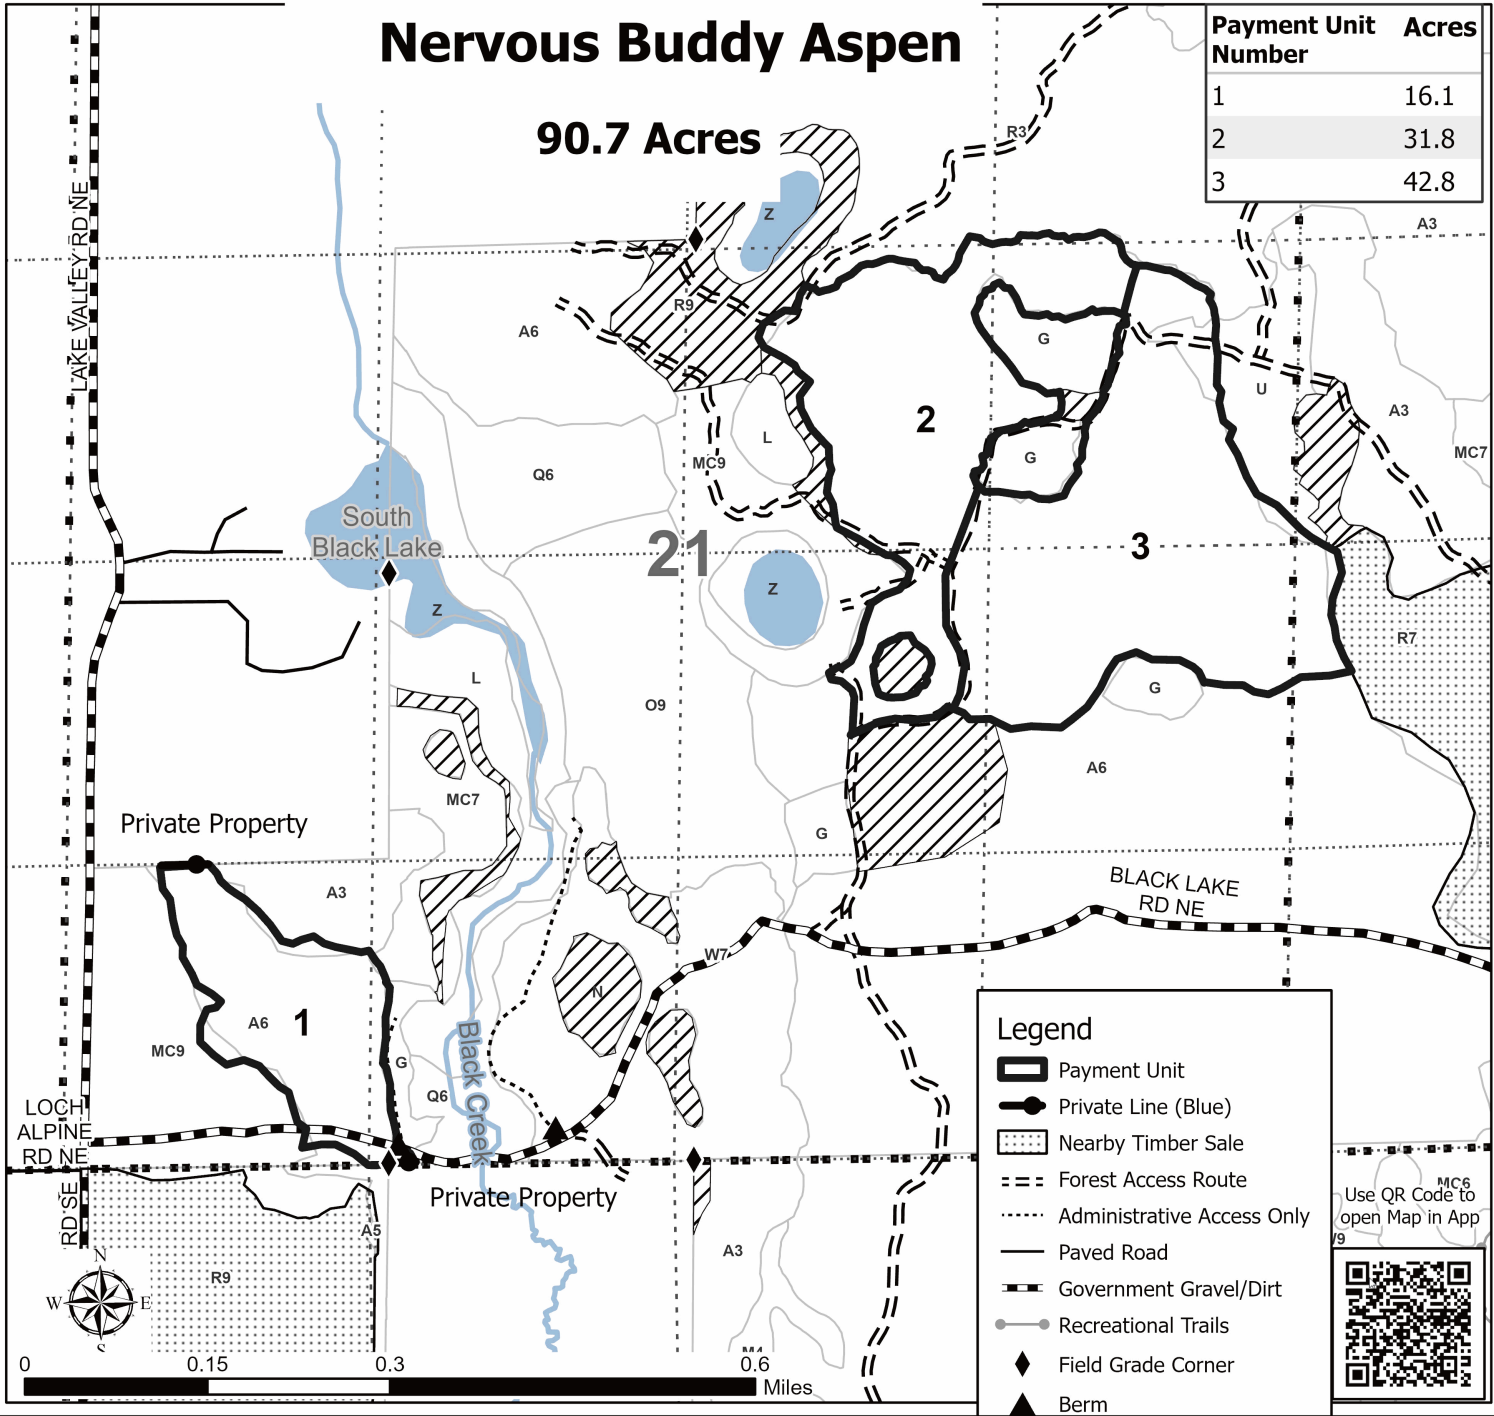 Nervous Buddy Aspen
90.7 Acres
Payment Unit Number Acres
1 16.1
2 31.8
3 42.8
R3
A3
LAKE VALLEY RD NE
Z
R9
A6
G
U
A3
2
L
MC9
MC7
Q6
G
South
Black Lake
21
3
Z
Z
R7
L
G
O9
A6
MC7
Private Property
G
BLACK LAKE
RD NE
A3
W7
N
A6
1
MC9
G
Black Creek
Q6
LOCH
ALPINE
RD NE
Private Property
RD SE
A5
R9
A3
MC6
N
W E
Legend
Payment Unit
Private Line (Blue)
Nearby Timber Sale
Forest Access Route
Administrative Access Only
Paved Road
Government Gravel/Dirt
Recreational Trails
Field Grade Corner
Berm
Use QR Code to
open Map in App
0 0.15 0.3 0.6
Miles